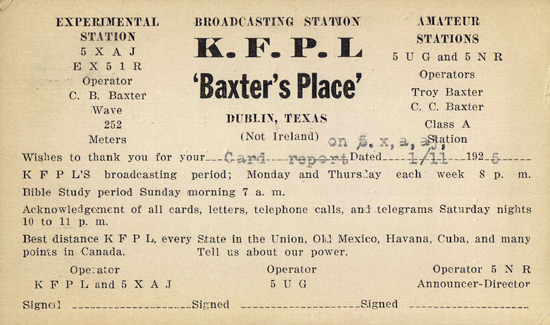 EXPERIMENTAL STATION
5 X A J
EX 5 1 R
Operator
C. B. Baxter
Wave
252
Meters
BROADCASTING STATION
K. F. P. L
'Baxter's Place'
DUBLIN, TEXAS
(Not Ireland)
AMATEUR STATIONS
5 U G and 5 N R
Operators
Troy Baxter
C. C. Baxter
Class A
Station
on 5. x, a, aj,
Wishes to thank you for your Card report Dated 1/11 1925
K F P L'S broadcasting period; Monday and Thursday each week 8 p. m.
Bible Study period Sunday morning 7 a. m.
Acknowledgement of all cards, letters, telephone calls, and telegrams Saturday nights
10 to 11 p. m.
Best distance K F P L, every State in the Union, Old Mexico, Havana, Cuba, and many
points in Canada. Tell us about our power.
Operator
K F P L and 5 X A J
Operator
5 U G
Operator 5 N R
Announcer-Director
Signed
Signed
Signed